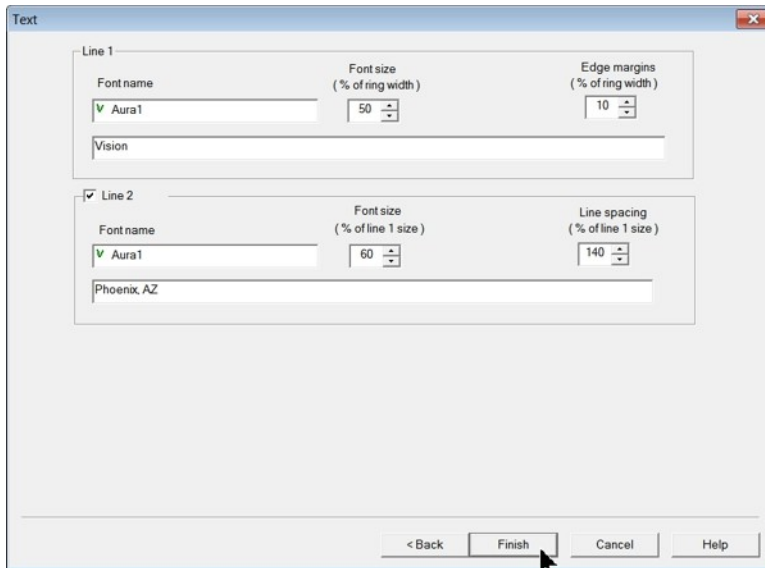 Text
Line 1
Font name
Font size
( % of ring width )
Edge margins
( % of ring width )
Aura1
50
10
Vision
Line 2
Font name
Font size
( % of line 1 size )
Line spacing
( % of line 1 size )
Aura1
60
140
Phoenix, AZ
< Back
Finish
Cancel
Help